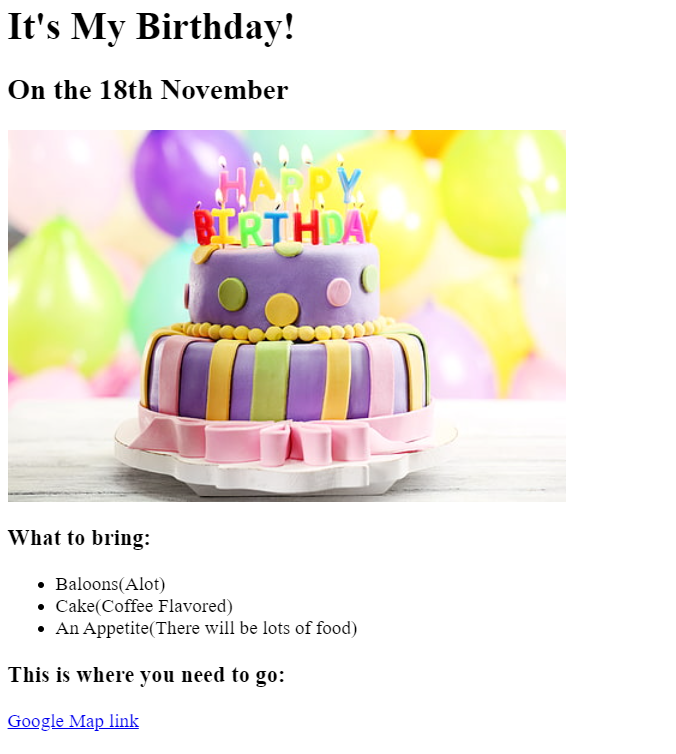 It's My Birthday!
On the 18th November
HAPPY
BIRTHDAY
What to bring:
Baloons(Alot)
Cake(Coffee Flavored)
An Appetite(There will be lots of food)
This is where you need to go:
Google Map link